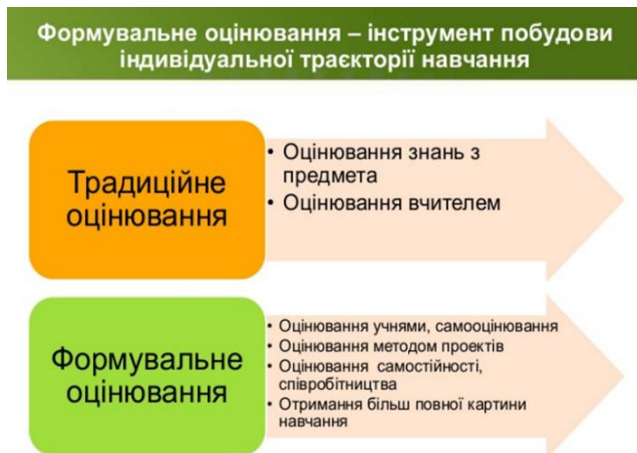 Формувальне оцінювання – інструмент побудови
індивідуальної траєкторії навчання
Традиційне
оцінювання
• Оцінювання знань з
предмета
• Оцінювання вчителем
Формувальне
оцінювання
• Оцінювання учнями, самооцінювання
• Оцінювання методом проектів
• Оцінювання самостійності,
співробітництва
• Отримання більш повної картини
навчання